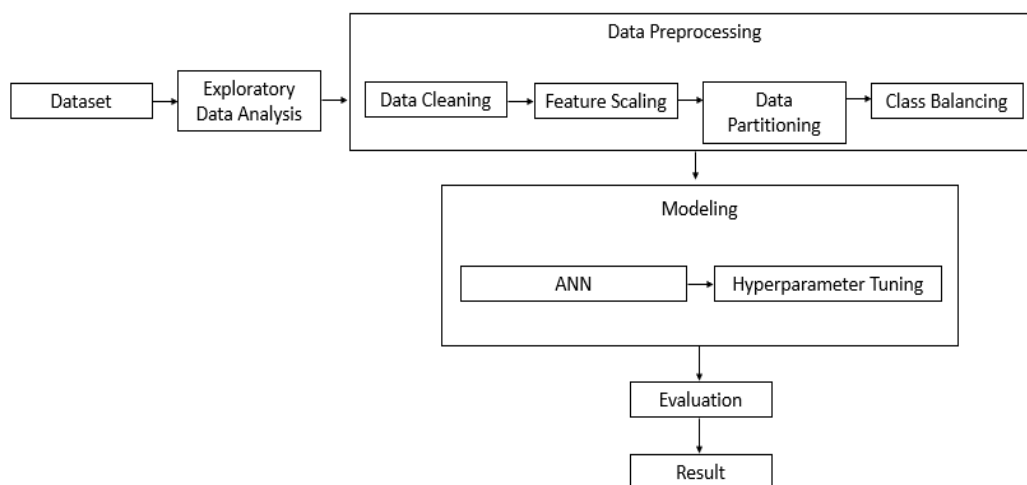 Data Preprocessing
Dataset
Exploratory
Data Analysis
Data Cleaning
Feature Scaling
Data
Partitioning
Class Balancing
Modeling
ANN
Hyperparameter Tuning
Evaluation
Result